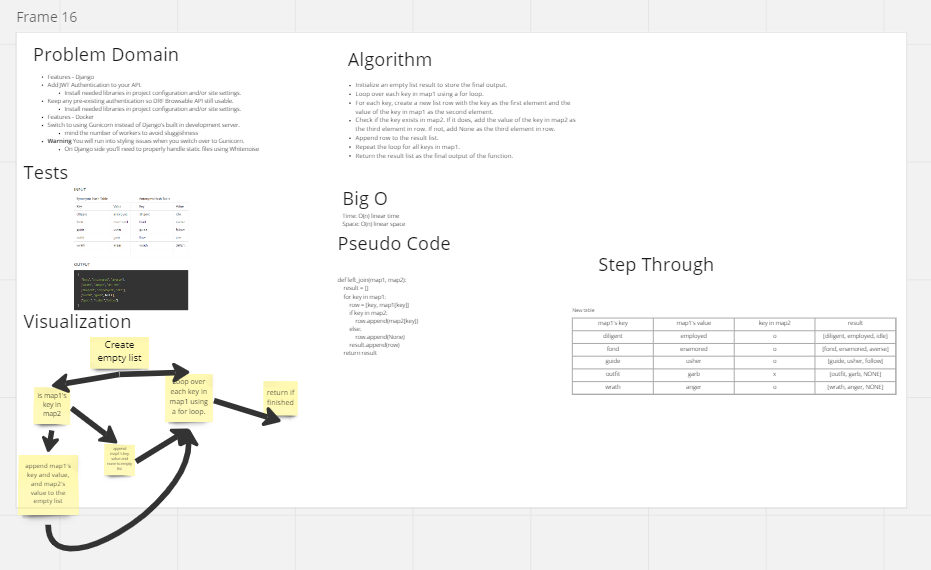 Frame 16
Problem Domain
Features - Django
Add JWT Authentication to your API.
Install needed libraries in project configuration and/or site settings.
Keep any pre-existing authentication so DRF Browsable API still usable.
Install needed libraries in project configuration and/or site settings.
Features - Docker
Switch to using Gunicorn instead of Django's built in development server.
mind the number of workers to avoid sluggishness
Warning You will run into styling issues when you switch over to Gunicorn.
On Django side you'll need to properly handle static files using Whitenoise
Tests
INPUT
Key Value Key Value
OUTPUT
Visualization
Create
empty list
is map1's
key in
map2
Loop over
each key in
map1 using
a for loop.
return if
finished
append map1's
key and value,
and map2's
value to the
empty list
Algorithm
Initialize an empty list result to store the final output.
Loop over each key in map1 using a for loop.
For each key, create a new list row with the key as the first element and the
value of the key in map1 as the second element.
Check if the key exists in map2. If it does, add the value of the key in map2 as
the third element in row. If not, add None as the third element in row.
Append row to the result list.
Repeat the loop for all keys in map1.
Return the result list as the final output of the function.
Big O
Time: O(n) linear time
Space: O(n) linear space
Pseudo Code
def left_join(map1, map2):
result = []
for key in map1:
row = [key, map1[key]]
if key in map2:
row.append(map2[key])
else:
row.append(None)
result.append(row)
return result
Step Through
New table
map1's key map1's value key in map2 result
diligent employed o [diligent, employed, idle]
fond enamored o [fond, enamored, averse]
guide usher o [guide, usher, follow]
outfit garb x [outfit, garb, NONE]
wrath anger o [wrath, anger, NONE]